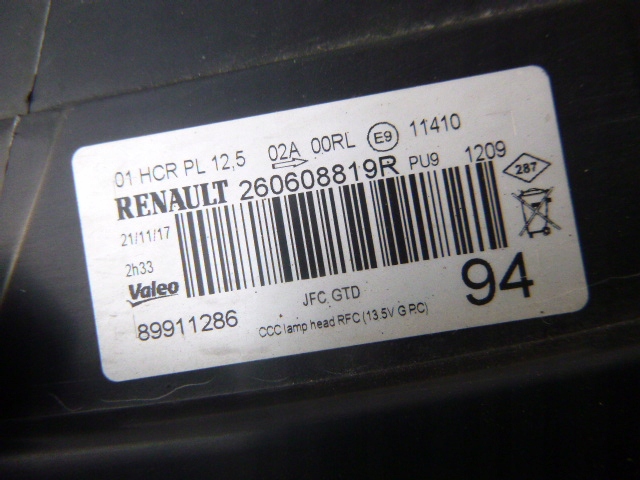 01 HCR PL 12,5 02A 00RL E9 11410
RENAULT 260608819R PU9 1209
287
21/11/17
2h33
Valeo
JFC GTD
94
89911286 CCC lamp head RFC (13.5V G P.C)